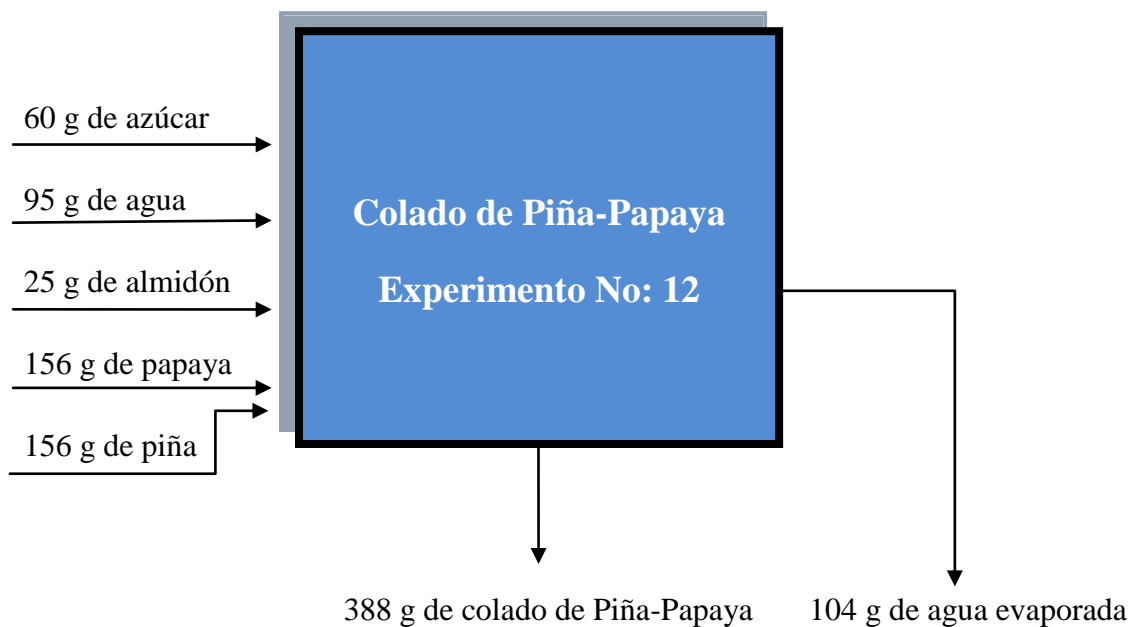 60 g de azúcar
95 g de agua
25 g de almidón
156 g de papaya
156 g de piña
Colado de Piña-Papaya
Experimento No: 12
388 g de colado de Piña-Papaya
104 g de agua evaporada